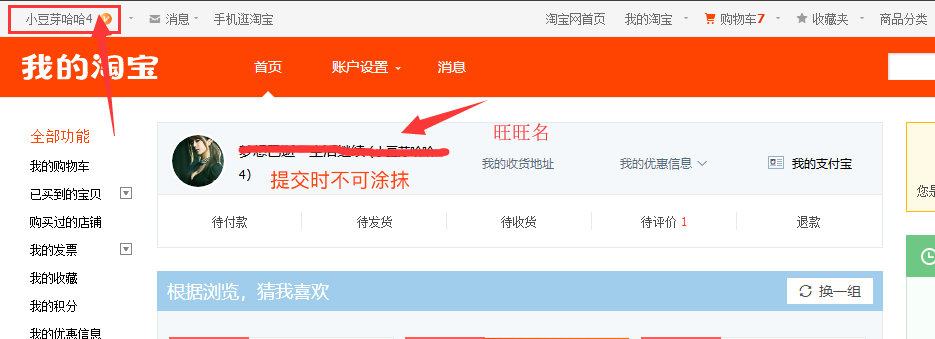 小豆芽哈哈4 消息 手机逛淘宝 淘宝网首页 我的淘宝 购物车7 收藏夹 商品分类
我的淘宝 首页 账户设置 消息
旺旺名
全部功能
我的购物车
已买到的宝贝
购买过的店铺
我的发票
我的收藏
我的积分
我的优惠信息
4)
提交时不可涂抹
我的收货地址 我的优惠信息 我的支付宝
待付款 待发货 待收货 待评价 1 退款
根据浏览，猜我喜欢 换一组
您是